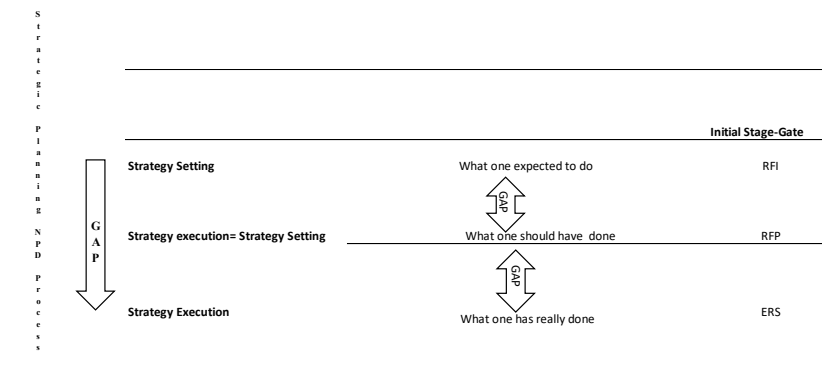 Strategic Planning NPD Process
Initial Stage-Gate
Strategy Setting What one expected to do RFI
GAP
GAP
Strategy execution= Strategy Setting What one should have done RFP
GAP
Strategy Execution What one has really done ERS